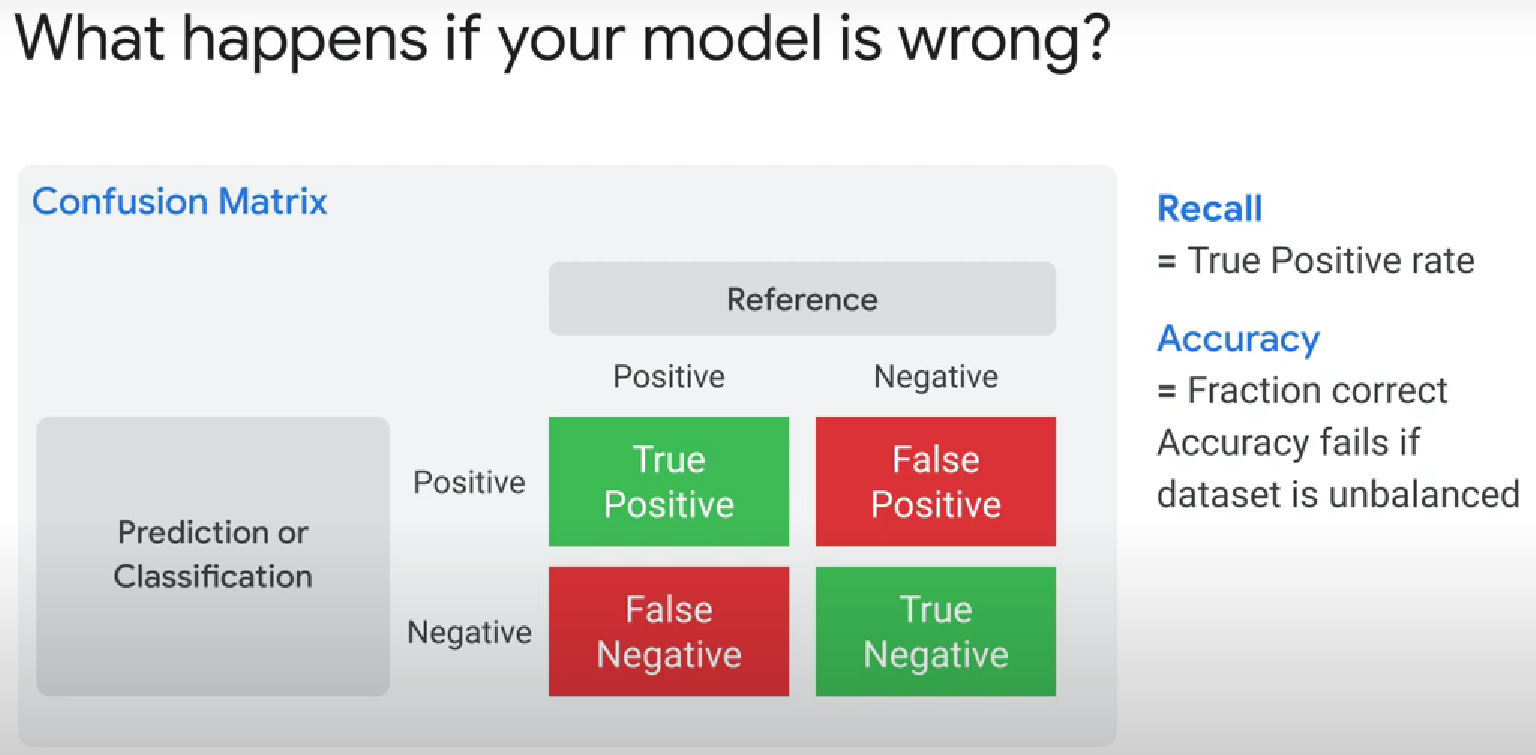 What happens if your model is wrong?
Confusion Matrix
Reference
Positive Negative
Prediction or
Classification
Positive
True
Positive
False
Positive
Negative
False
Negative
True
Negative
Recall
= True Positive rate
Accuracy
= Fraction correct
Accuracy fails if
dataset is unbalanced